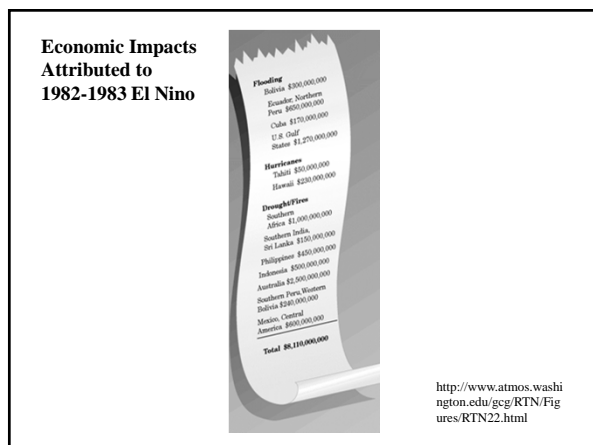 Economic Impacts
Attributed to
1982-1983 El Nino
Flooding
Bolivia $300,000,000
Ecuador, Northern
Peru $650,000,000
Cuba $170,000,000
U.S. Gulf
States $1,270,000,000
Hurricanes
Tahiti $50,000,000
Hawaii $230,000,000
Drought/Fires
Southern
Africa $1,000,000,000
Southern India,
Sri Lanka $150,000,000
Philippines $450,000,000
Indonesia $500,000,000
Australia $2,500,000,000
Southern Peru, Western
Bolivia $240,000,000
Mexico, Central
America $600,000,000
Total $8,110,000,000
http://www.atmos.washi
ngton.edu/gcg/RTN/Fig
ures/RTN22.html